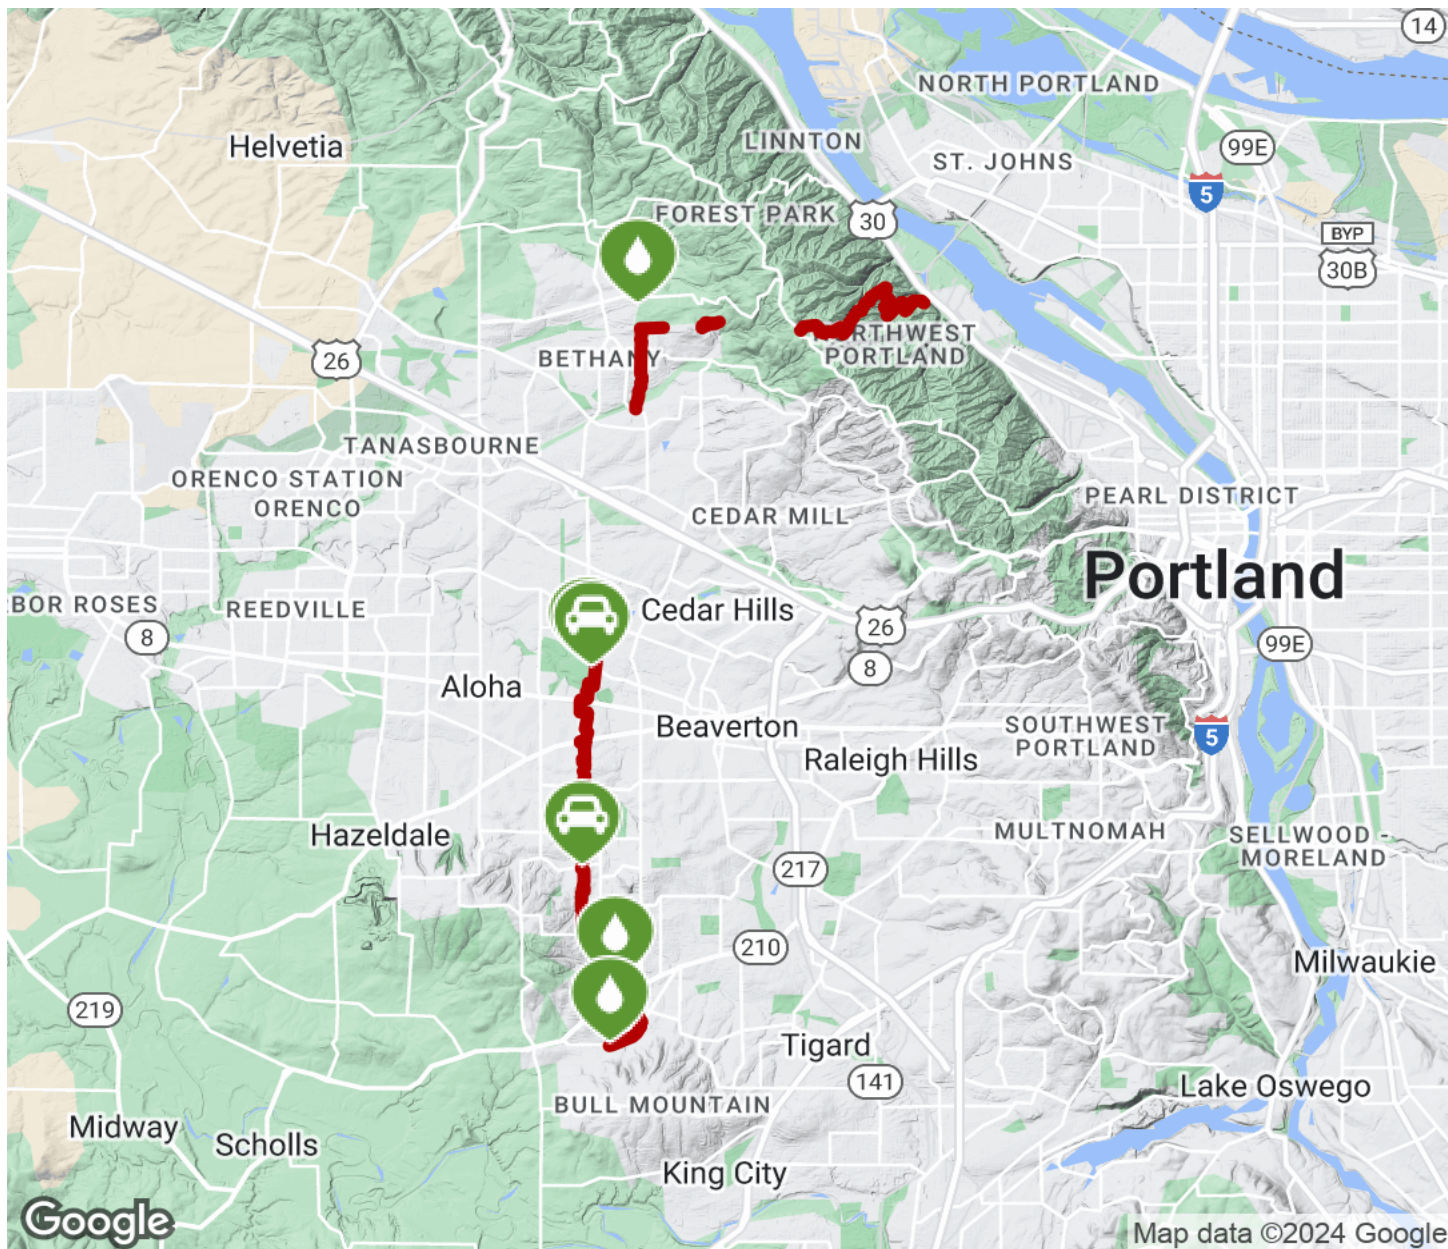 14
NORTH PORTLAND
LINNTON
Helvetia
99E
ST. JOHNS
5
FOREST PARK
30
BYP
30B
26
BETHANY
NORTHWEST
PORTLAND
TANASBOURNE
ORENCO STATION
ORENCO
PEARL DISTRICT
CEDAR MILL
Portland
BOR ROSES
REEDVILLE
Cedar Hills
26
8
8
99E
Aloha
Beaverton
SOUTHWEST
PORTLAND
5
Raleigh Hills
Hazeldale
MULTNOMAH
SELLWOOD -
MORELAND
217
210
Milwaukie
219
Tigard
141
Lake Oswego
BULL MOUNTAIN
Midway
Scholls
King City
Google
Map data ©2024 Google